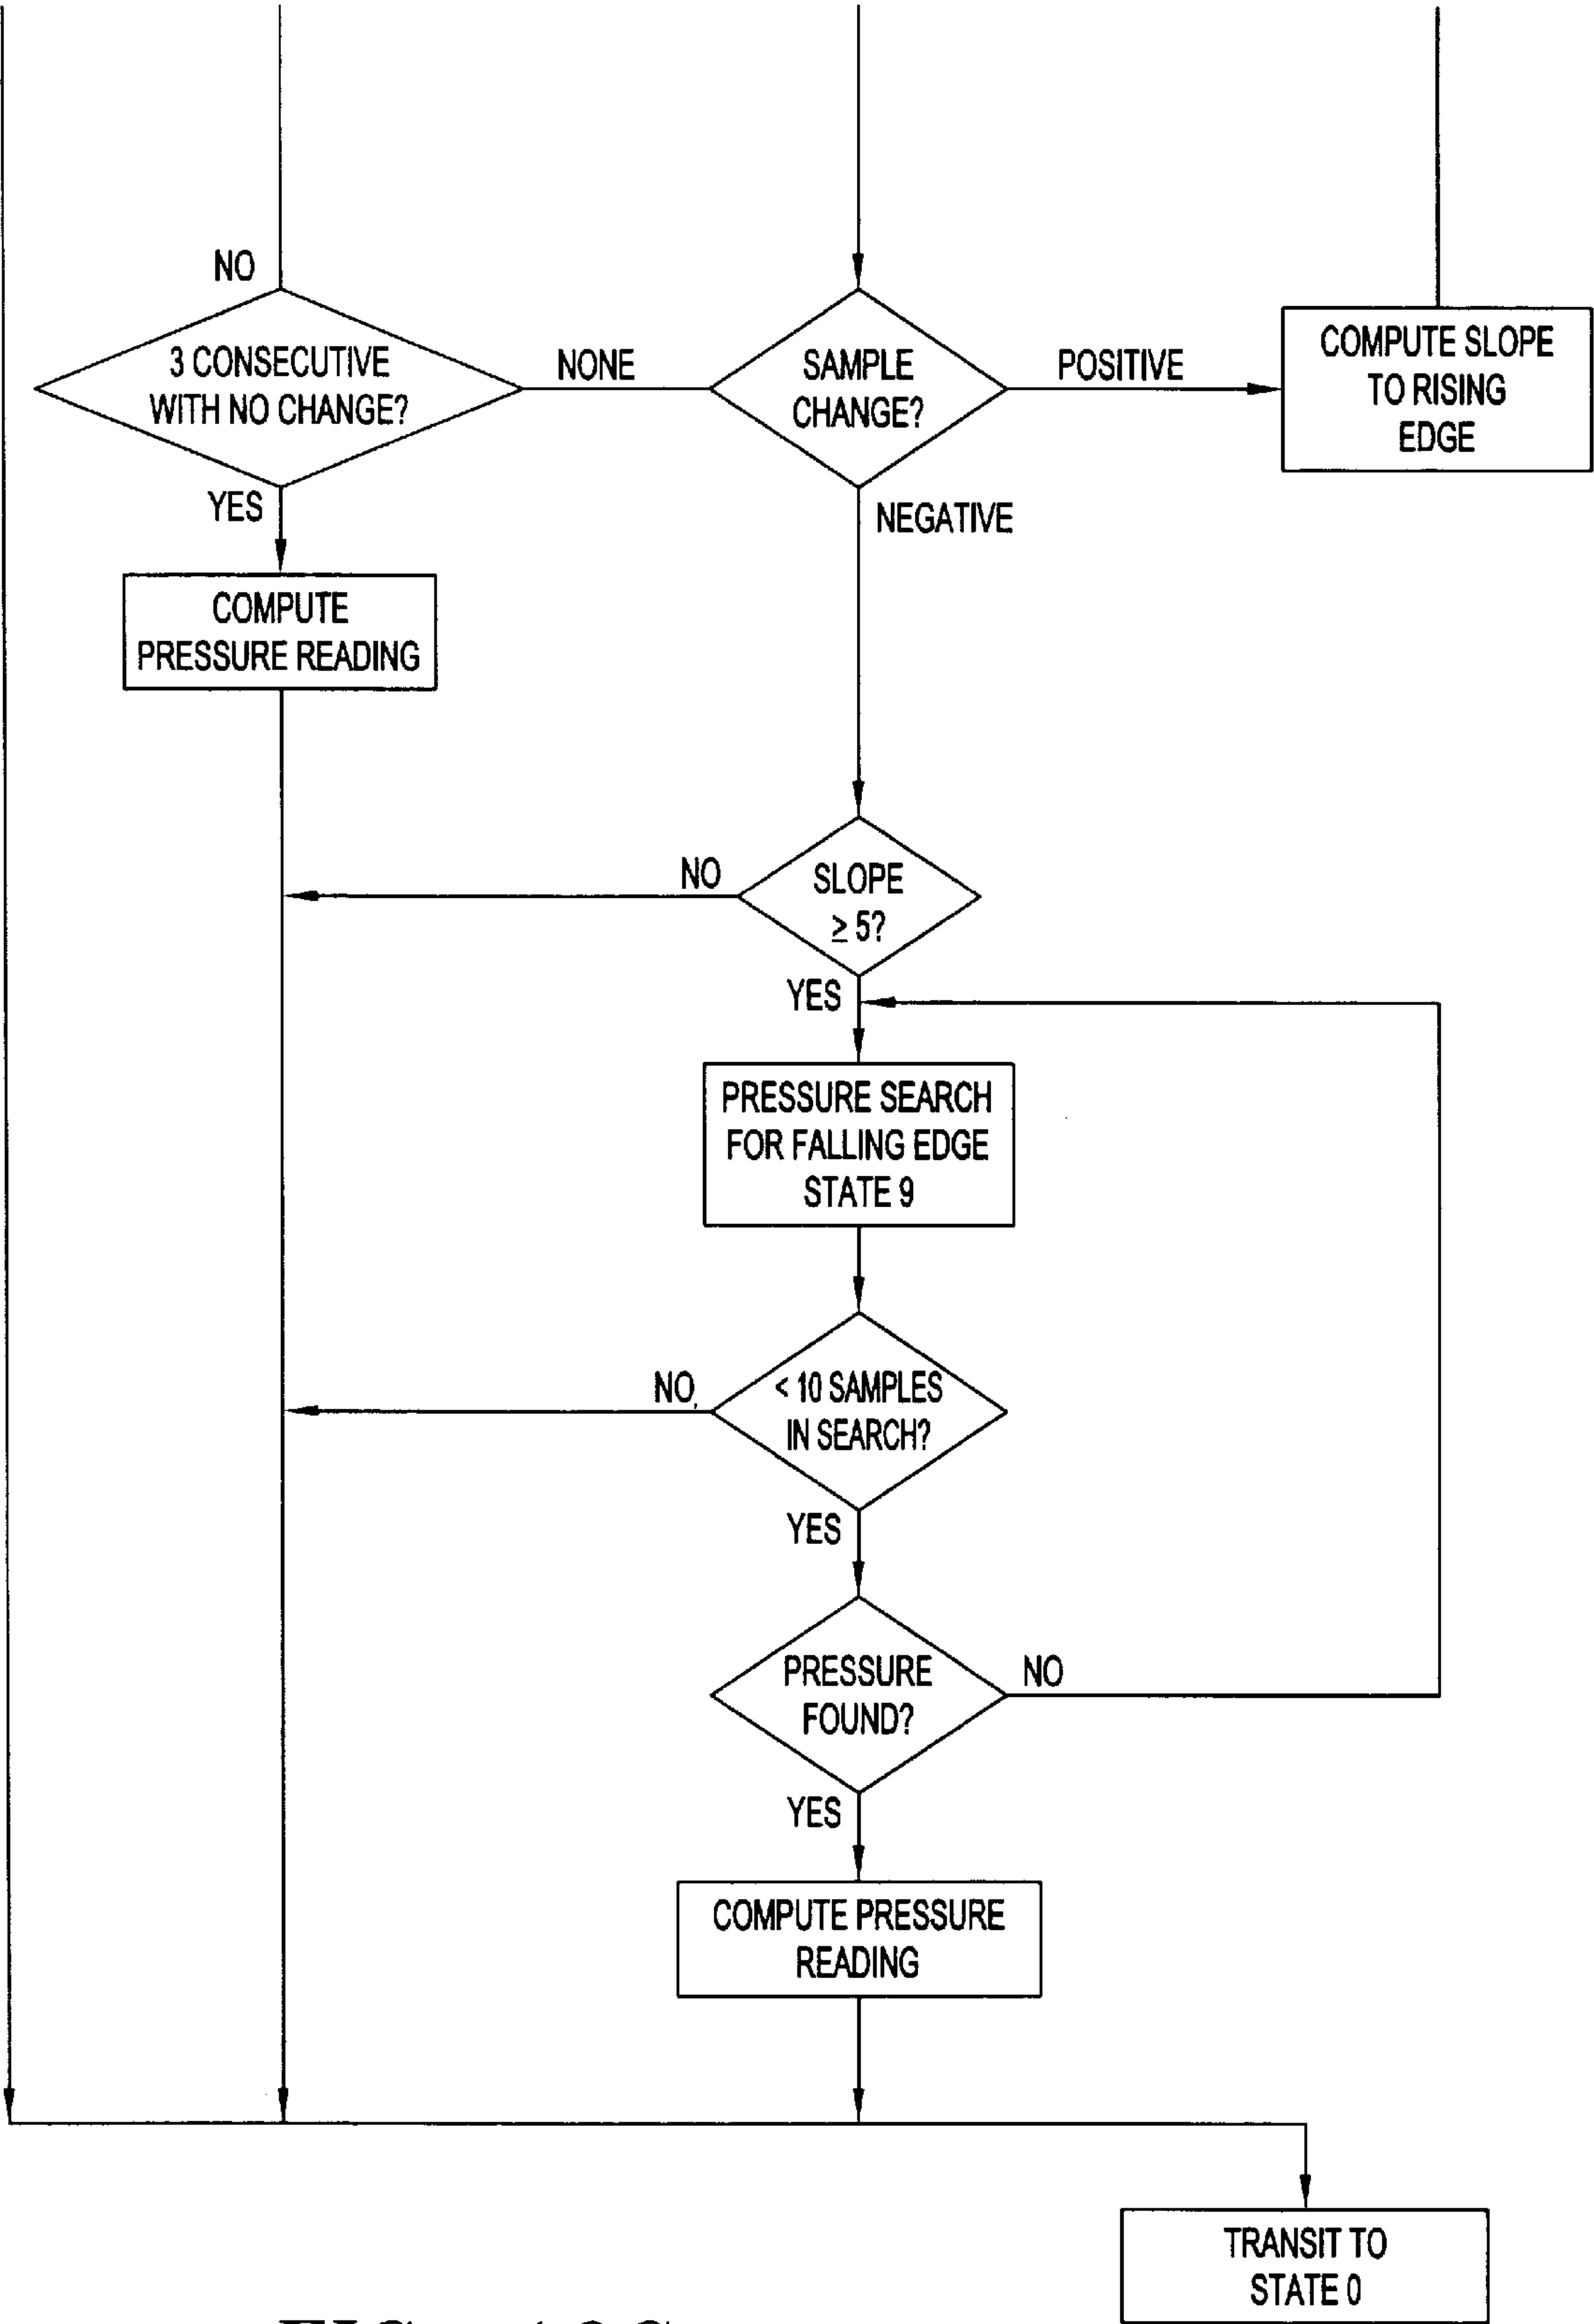 NO
3 CONSECUTIVE
WITH NO CHANGE?
NONE
SAMPLE
CHANGE?
POSITIVE
COMPUTE SLOPE
TO RISING
EDGE
YES
NEGATIVE
COMPUTE
PRESSURE READING
NO
SLOPE
≥ 5?
YES
PRESSURE SEARCH
FOR FALLING EDGE
STATE 9
NO
< 10 SAMPLES
IN SEARCH?
YES
PRESSURE
FOUND?
NO
YES
COMPUTE PRESSURE
READING
TRANSIT TO
STATE 0